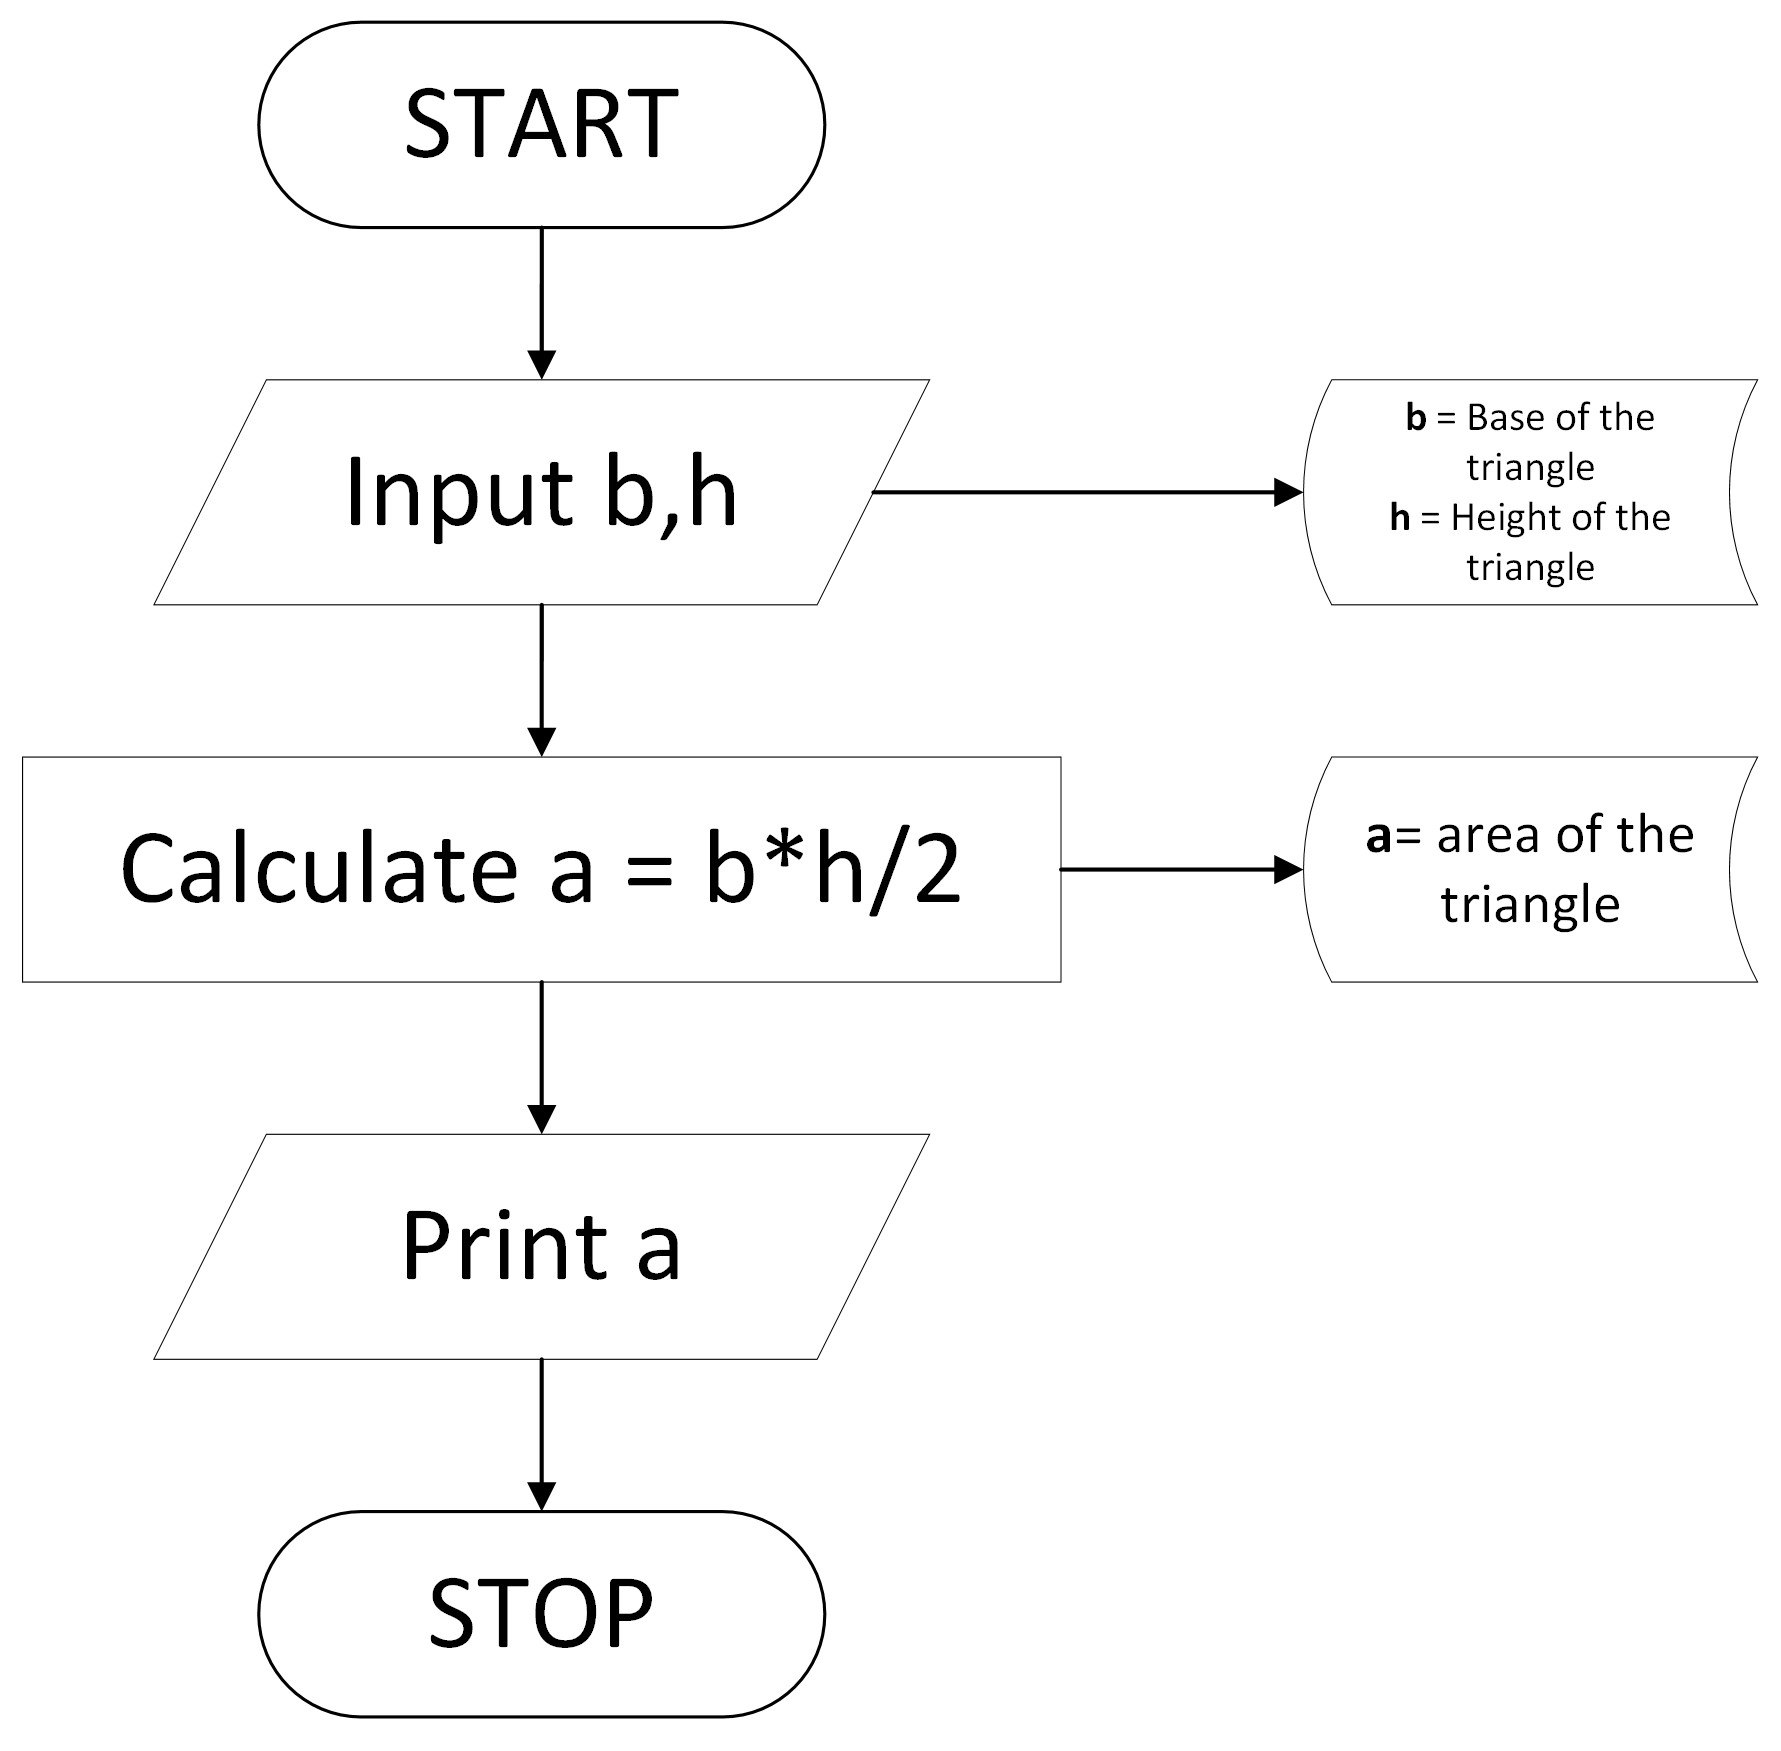 START
Input b,h
b = Base of the
triangle
h = Height of the
triangle
Calculate a = b*h/2
a= area of the
triangle
Print a
STOP